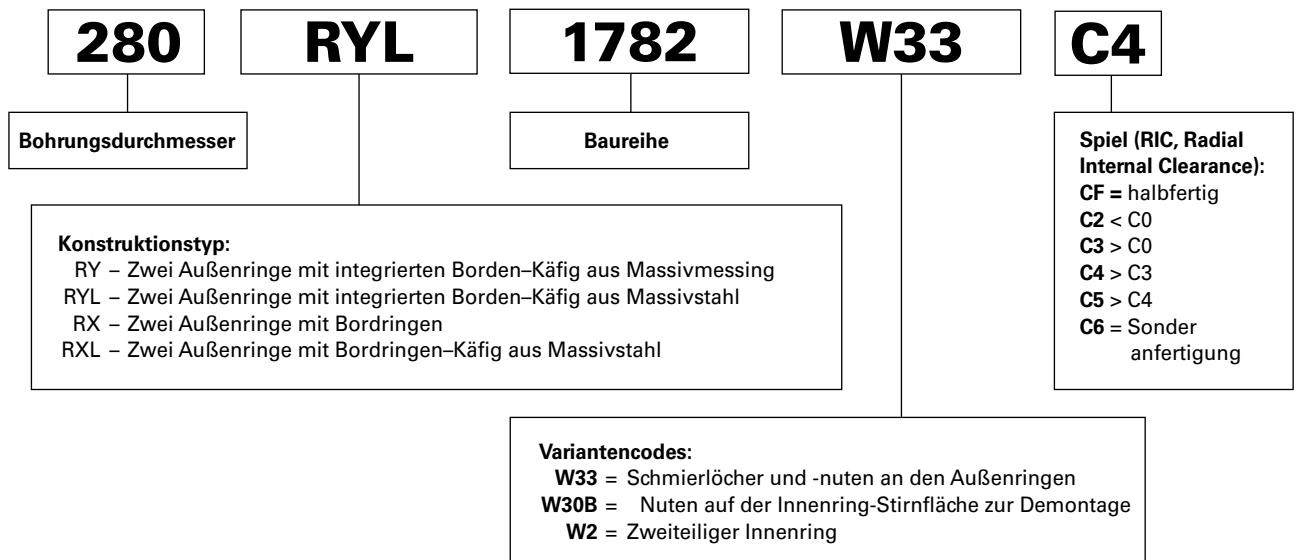 280 RYL 1782 W33 C4
Bohrungsdurchmesser
Baureihe
Spiel (RIC, Radial
Internal Clearance):
CF = halbfertig
C2 < C0
C3 > C0
C4 > C3
C5 > C4
C6 = Sonder
anfertigung
Konstruktionstyp:
RY – Zwei Außenringe mit integrierten Borden–Käfig aus Massivmessing
RYL – Zwei Außenringe mit integrierten Borden–Käfig aus Massivstahl
RX – Zwei Außenringe mit Bordringen
RXL – Zwei Außenringe mit Bordringen–Käfig aus Massivstahl
Variantencodes:
W33 = Schmierlöcher und -nuten an den Außenringen
W30B = Nuten auf der Innenring-Stirnfläche zur Demontage
W2 = Zweiteiliger Innenring